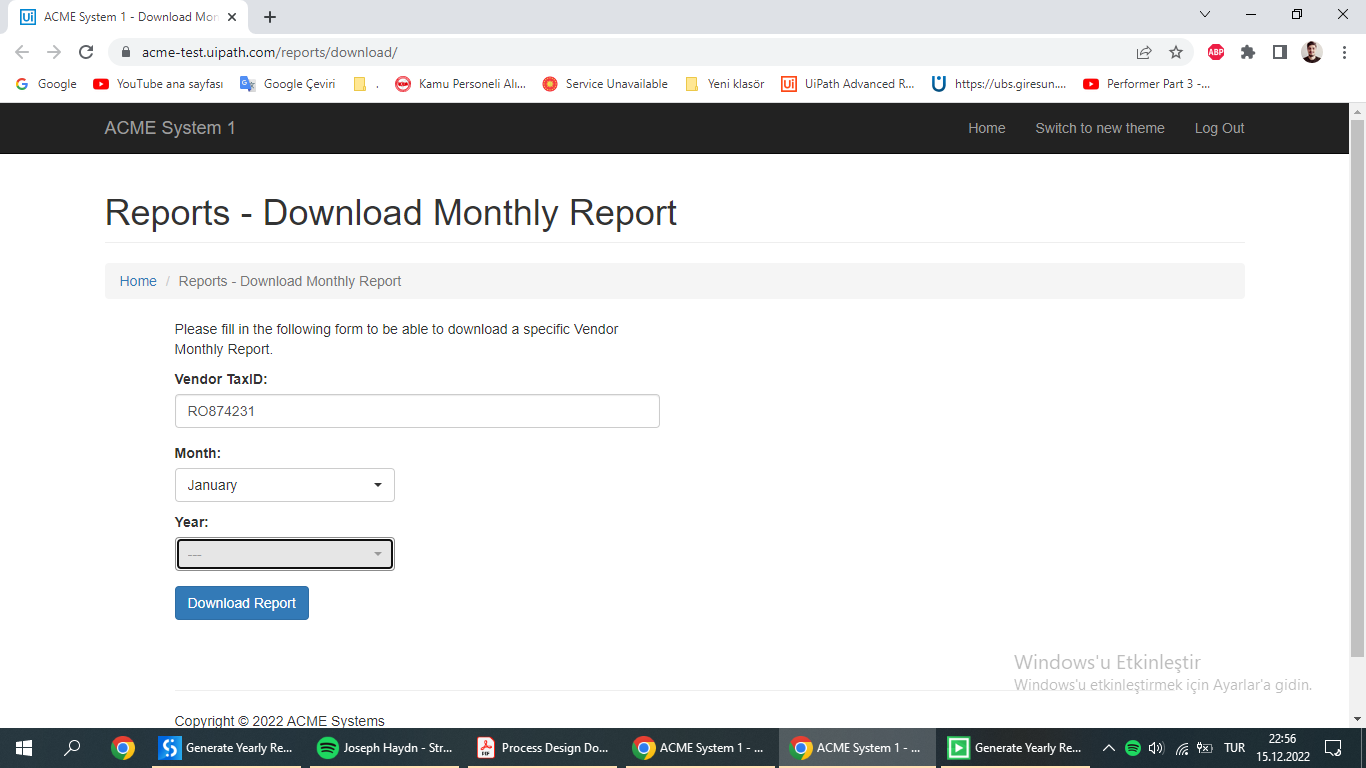 ACME System 1 - Download Mon
acme-test.uipath.com/reports/download/
ABP
Google
YouTube ana sayfası
Google Çeviri
.
Kamu Personeli Alı...
Service Unavailable
Yeni klasör
Ui
UiPath Advanced R...
https://ubs.giresun....
Performer Part 3 -...
ACME System 1
Home
Switch to new theme
Log Out
Reports - Download Monthly Report
Home / Reports - Download Monthly Report
Please fill in the following form to be able to download a specific Vendor
Monthly Report.
Vendor TaxID:
RO874231
Month:
January
Year:
---
Download Report
Windows'u Etkinleştir
Windows'u etkinleştirmek için Ayarlar'a gidin.
Copyright © 2022 ACME Systems
Generate Yearly Re...
Joseph Haydn - Str...
Process Design Do...
ACME System 1 - ...
ACME System 1 - ...
Generate Yearly Re...
TUR
22:56
15.12.2022